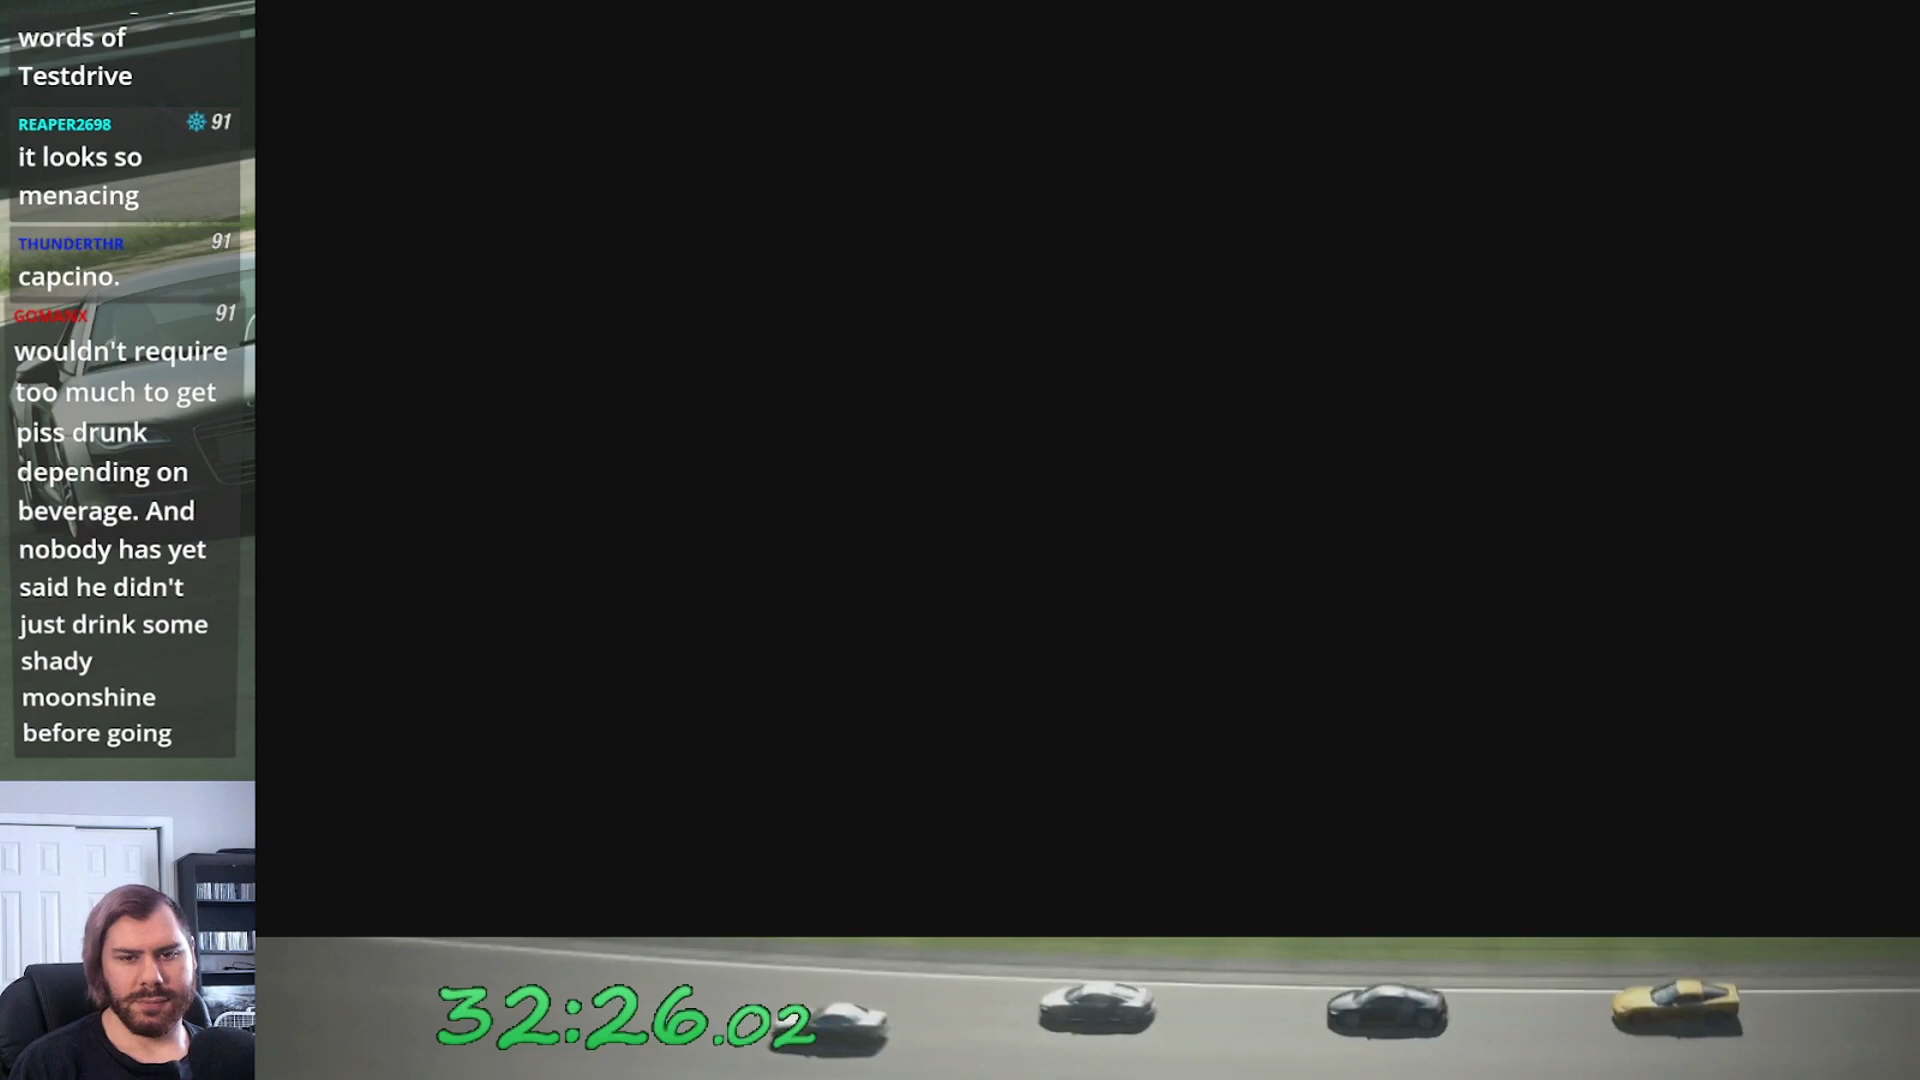 words of
Testdrive
REAPER2698 91
it looks so
menacing
THUNDERTHR 91
capcino.
GOMANX 91
wouldn't require
too much to get
piss drunk
depending on
beverage. And
nobody has yet
said he didn't
just drink some
shady
moonshine
before going
32:26.02